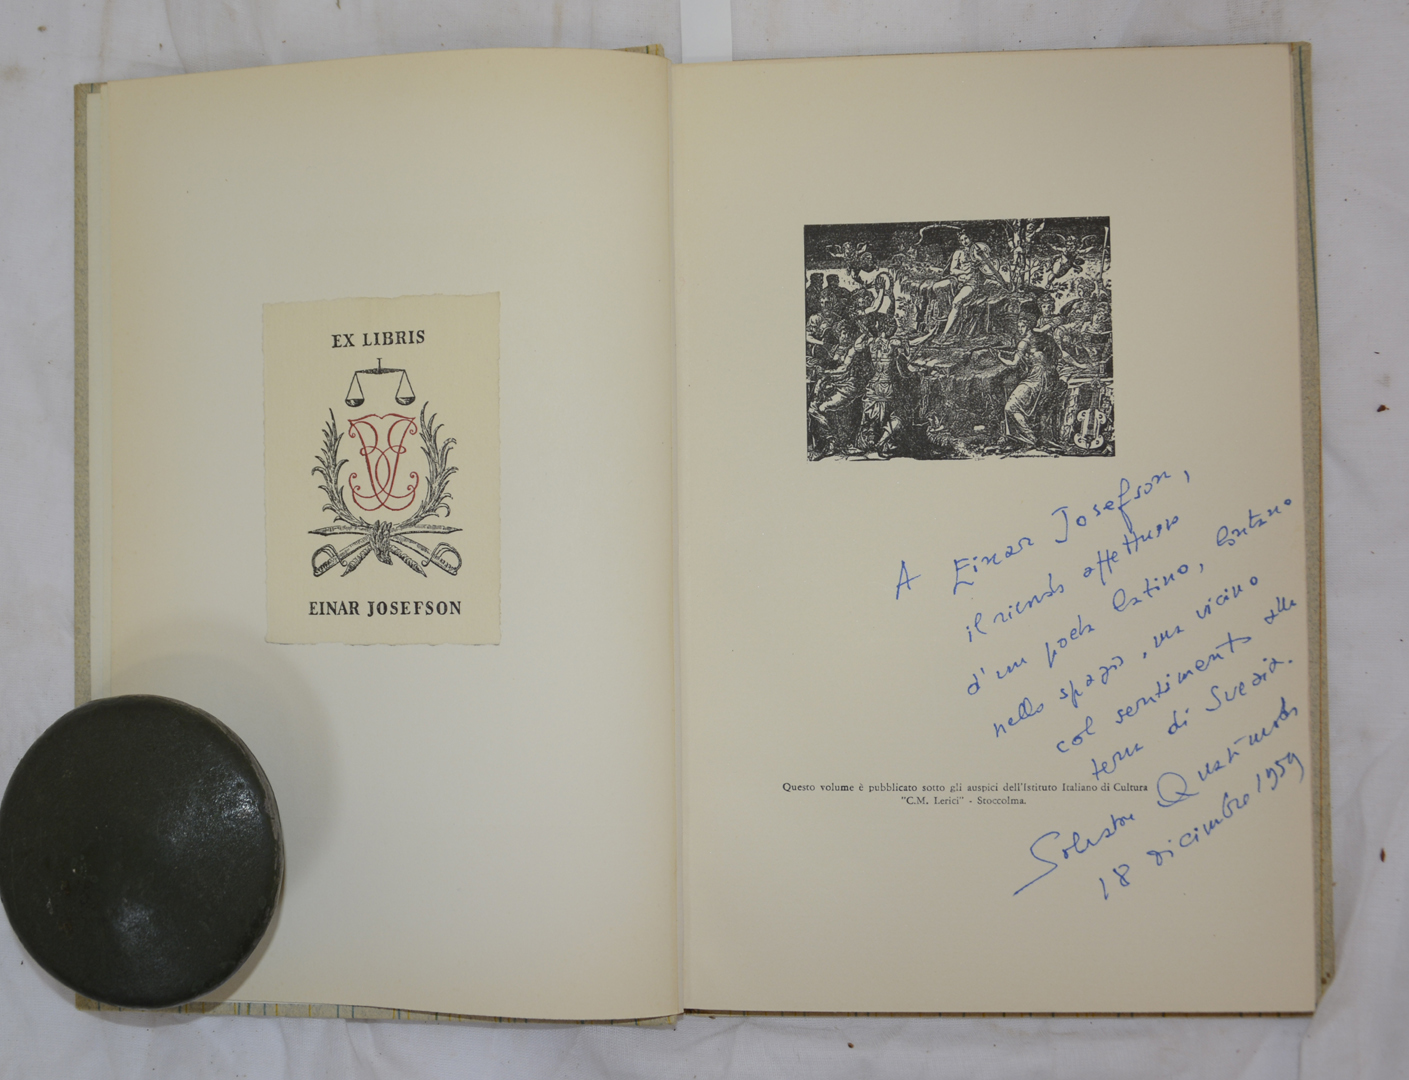 EX LIBRIS
EINAR JOSEFSON
A Einar Josefson,
il ricordo affettuoso
d'un poeta latino, lontano
nello spazio, ma vicino
col sentimento alla
terra di Svezia.
Salvatore Quasimodo
18 dicembre 1959
Questo volume è pubblicato sotto gli auspici dell'Istituto Italiano di Cultura
"C.M. Lerici" - Stoccolma.